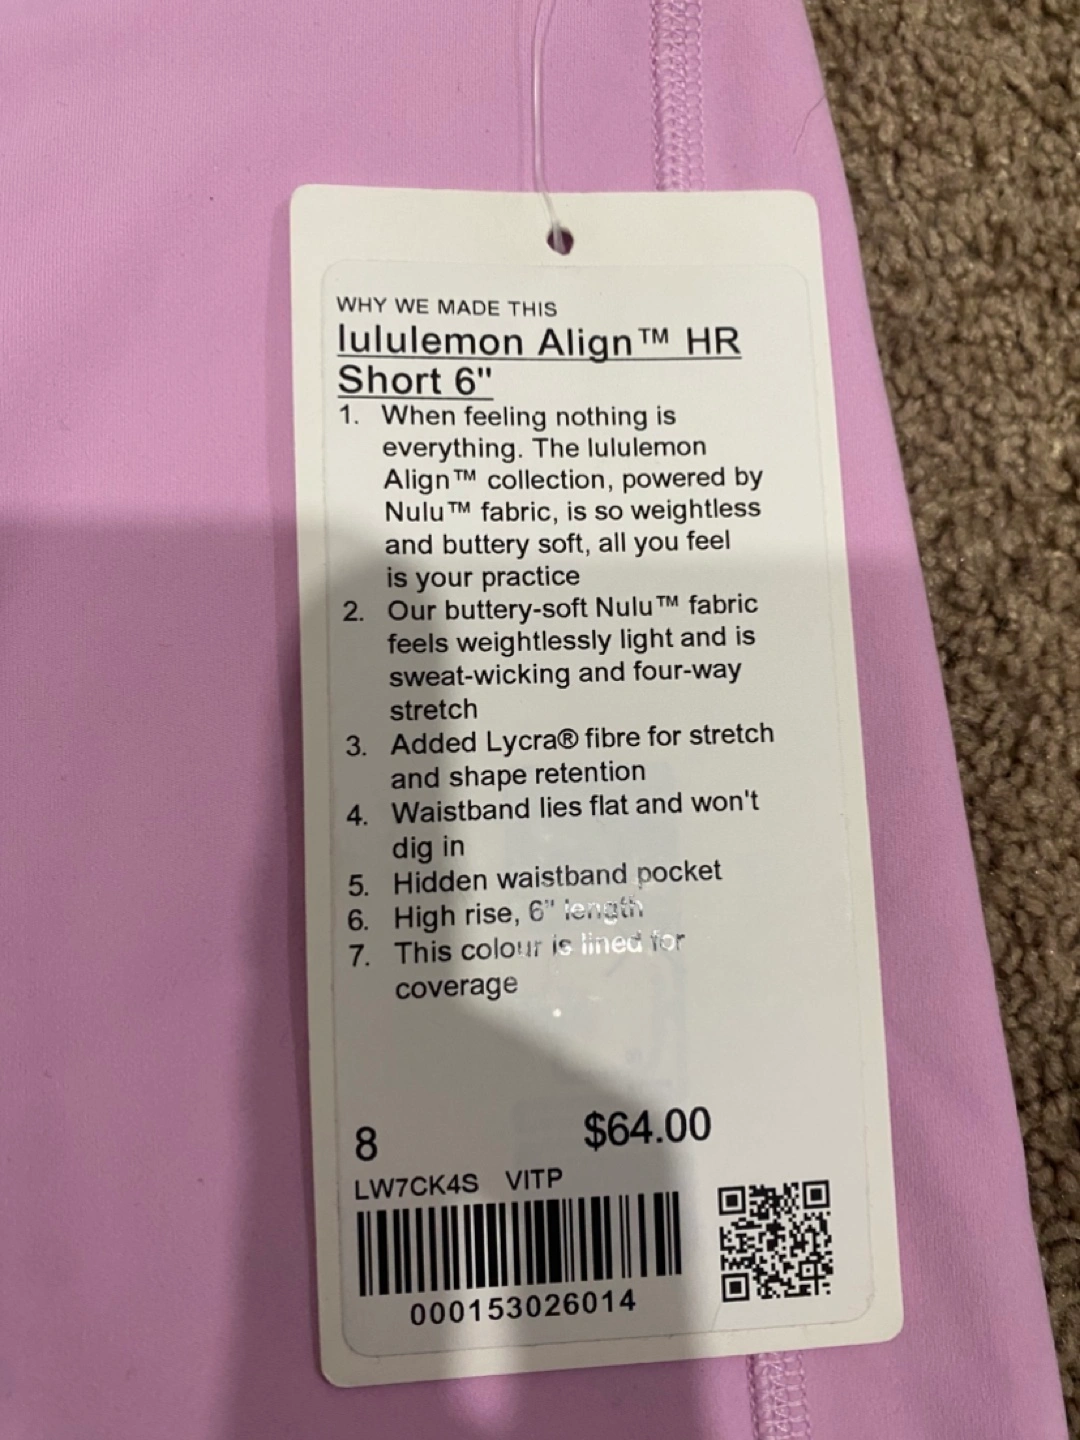 WHY WE MADE THIS
lululemon Align™ HR
Short 6"
1. When feeling nothing is
everything. The lululemon
Align™ collection, powered by
Nulu™ fabric, is so weightless
and buttery soft, all you feel
is your practice
2. Our buttery-soft Nulu™ fabric
feels weightlessly light and is
sweat-wicking and four-way
stretch
3. Added Lycra® fibre for stretch
and shape retention
4. Waistband lies flat and won't
dig in
5. Hidden waistband pocket
6. High rise, 6" length
7. This colour is lined for
coverage
8 $64.00
LW7CK4S VITP
000153026014